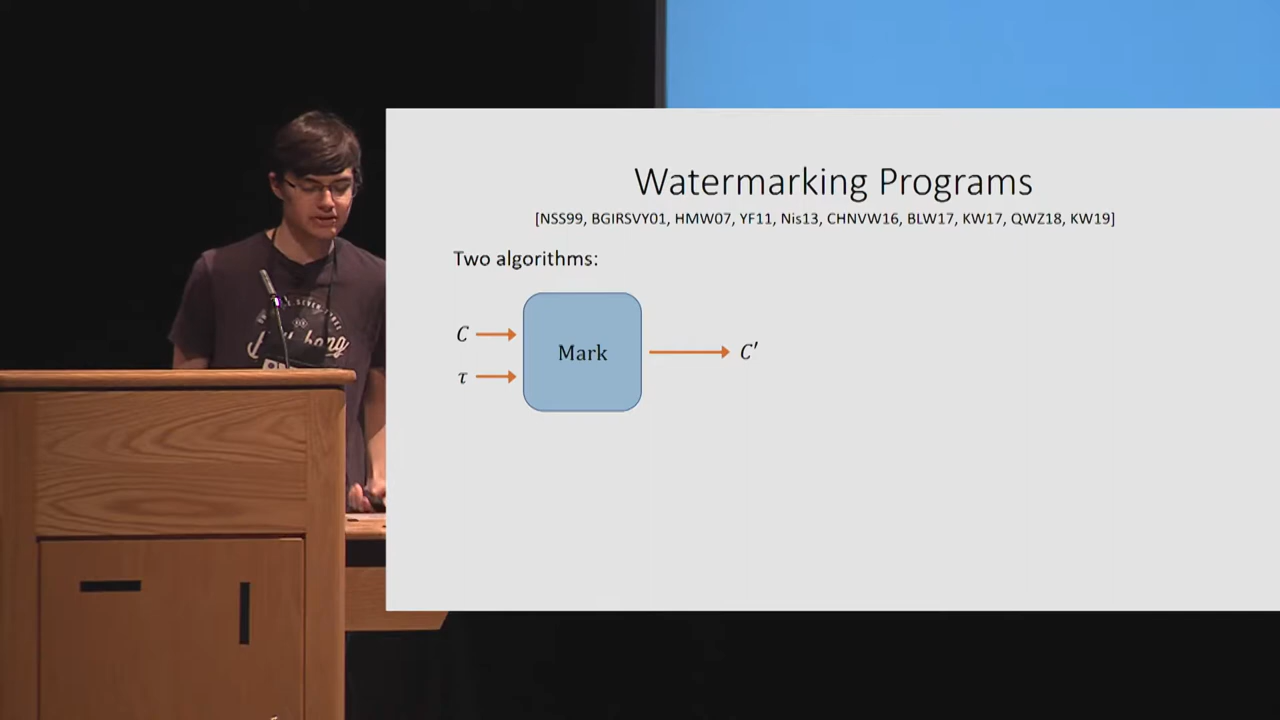 Watermarking Programs
[NSS99, BGIRSVY01, HMW07, YF11, Nis13, CHNVW16, BLW17, KW17, QWZ18, KW19]
Two algorithms:
C
τ
Mark
C′